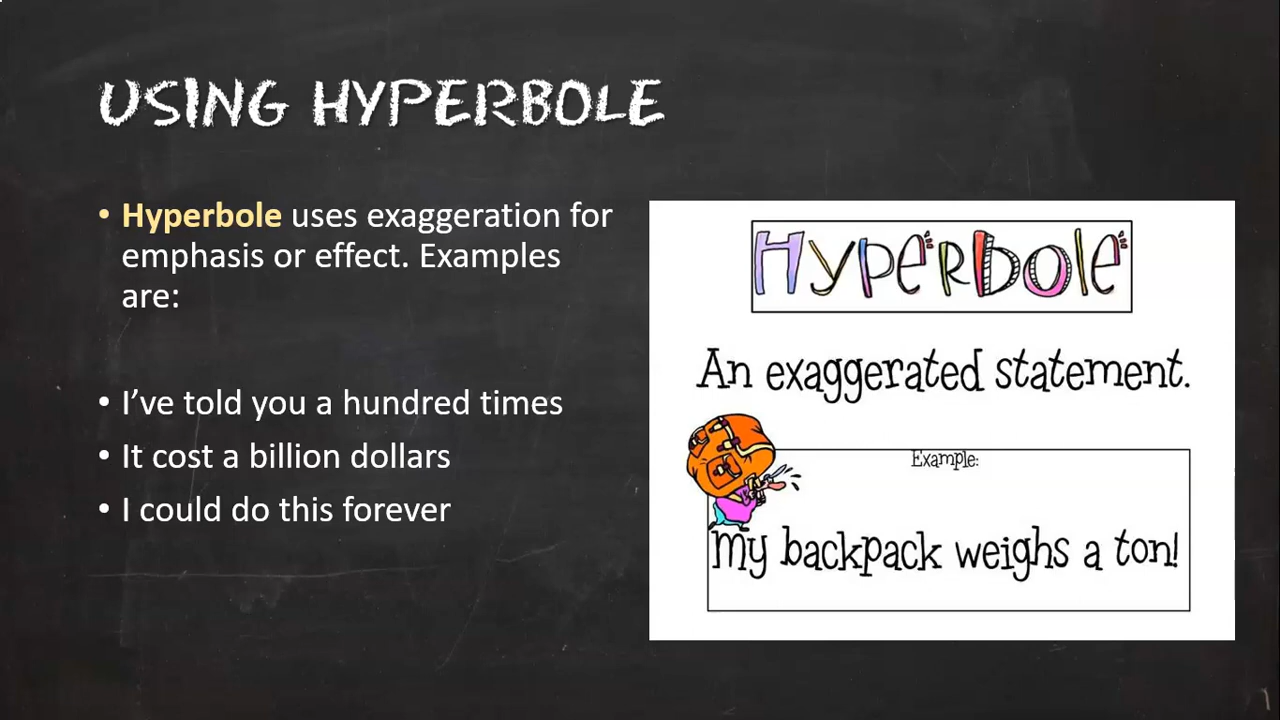 USING HYPERBOLE
• Hyperbole uses exaggeration for
emphasis or effect. Examples
are:
• I’ve told you a hundred times
• It cost a billion dollars
• I could do this forever
Hyperbole
An exaggerated statement.
Example:
My backpack weighs a ton!